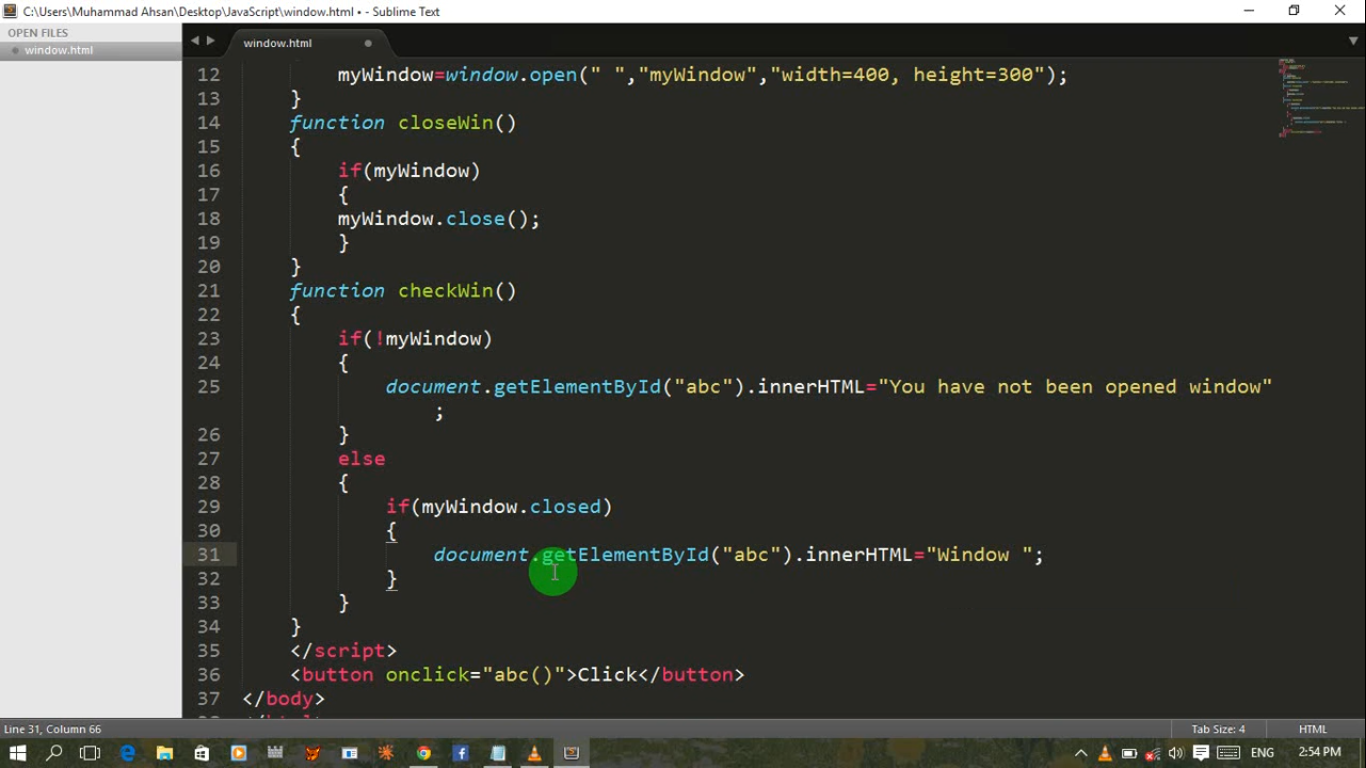 C:\Users\Muhammad Ahsan\Desktop\JavaScript\window.html • - Sublime Text
OPEN FILES
window.html
window.html
12 myWindow=window.open(" ","myWindow","width=400, height=300");
13 }
14 function closeWin()
15 {
16 if(myWindow)
17 {
18 myWindow.close();
19 }
20 }
21 function checkWin()
22 {
23 if(!myWindow)
24 {
25 document.getElementById("abc").innerHTML="You have not been opened window"
;
26 }
27 else
28 {
29 if(myWindow.closed)
30 {
31 document.getElementById("abc").innerHTML="Window ";
32 }
33 }
34 }
35 </script>
36 <button onclick="abc()">Click</button>
37 </body>
Line 31, Column 66
Tab Size: 4
HTML
ENG
2:54 PM